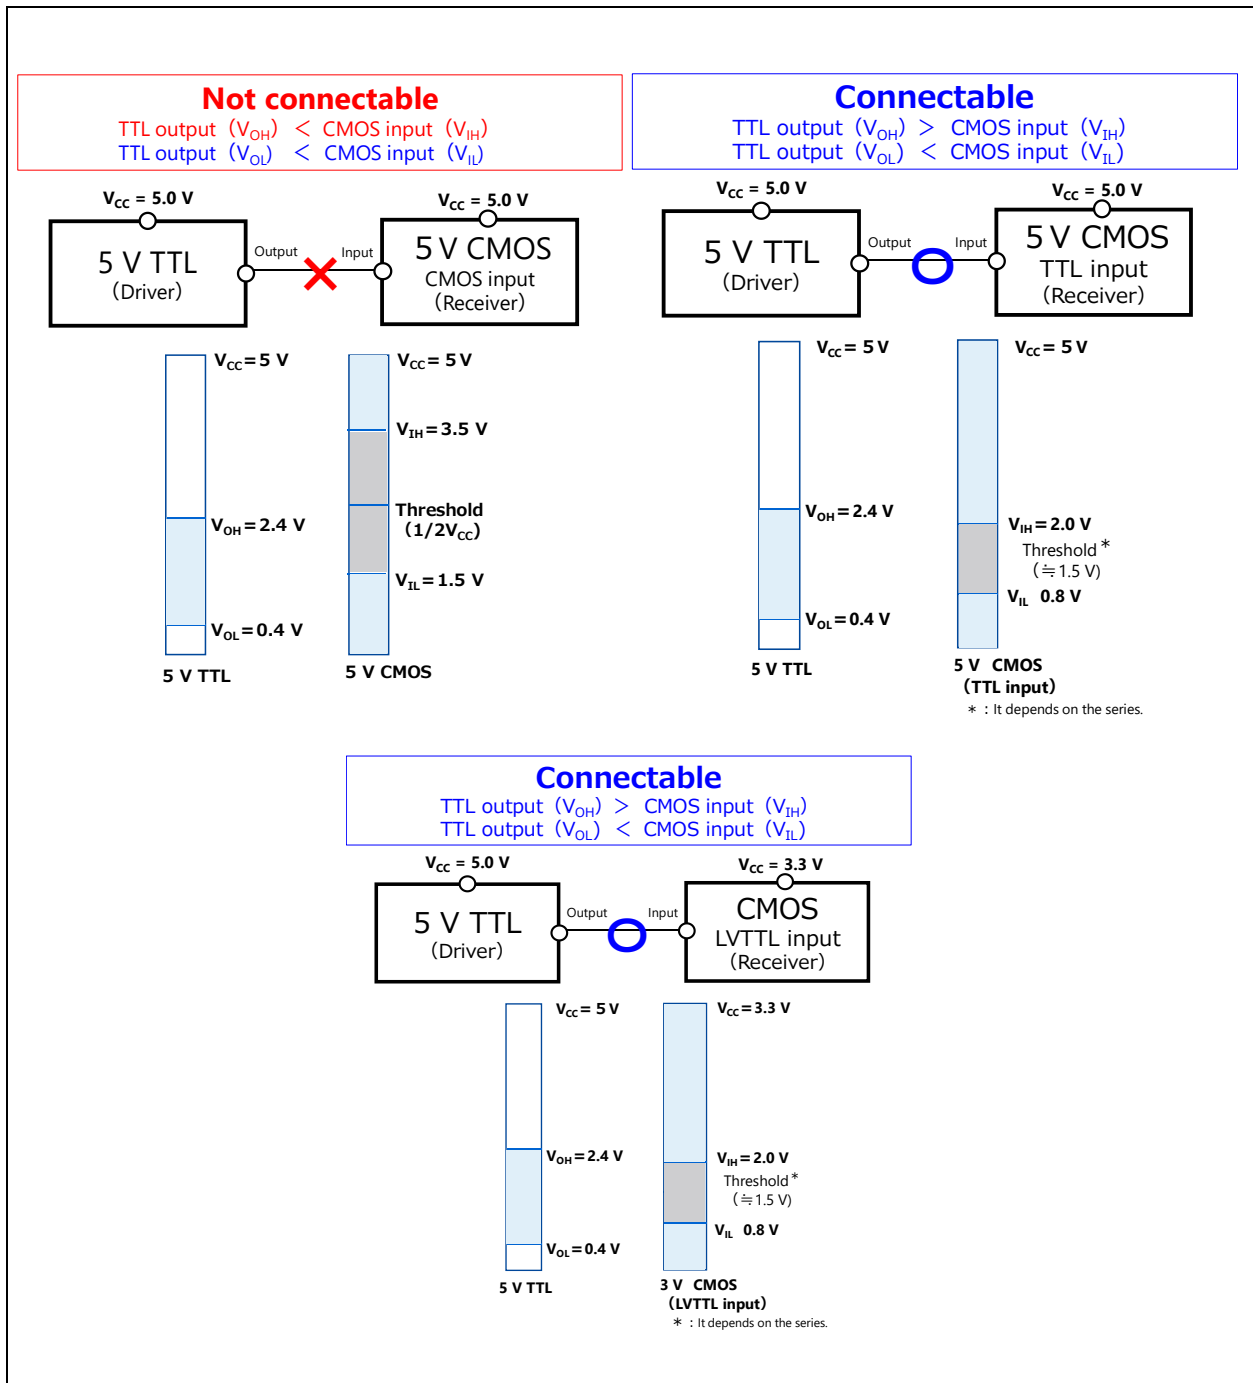 Not connectable
TTL output（VOH）＜ CMOS input（VIH）
TTL output（VOL）＜ CMOS input（VIL）
VCC = 5.0 V
VCC = 5.0 V
5 V TTL
（Driver）
Output
Input
5 V CMOS
CMOS input
（Receiver）
VCC＝5 V
VOH＝2.4 V
VOL＝0.4 V
5 V TTL
VCC＝5 V
VIH＝3.5 V
Threshold
（1/2VCC）
VIL＝1.5 V
5 V CMOS
Connectable
TTL output（VOH）＞ CMOS input（VIH）
TTL output（VOL）＜ CMOS input（VIL）
VCC = 5.0 V
VCC = 5.0 V
5 V TTL
（Driver）
Output
Input
5 V CMOS
TTL input
（Receiver）
VCC＝5 V
VOH＝2.4 V
VOL＝0.4 V
5 V TTL
VCC＝5 V
VIH＝2.0 V
Threshold＊
（≒1.5 V）
VIL 0.8 V
5 V CMOS
（TTL input）
＊：It depends on the series.
Connectable
TTL output（VOH）＞ CMOS input（VIH）
TTL output（VOL）＜ CMOS input（VIL）
VCC = 5.0 V
VCC = 3.3 V
5 V TTL
（Driver）
Output
Input
CMOS
LVTTL input
（Receiver）
VCC＝5 V
VOH＝2.4 V
VOL＝0.4 V
5 V TTL
VCC＝3.3 V
VIH＝2.0 V
Threshold＊
（≒1.5 V）
VIL 0.8 V
3 V CMOS
（LVTTL input）
＊：It depends on the series.